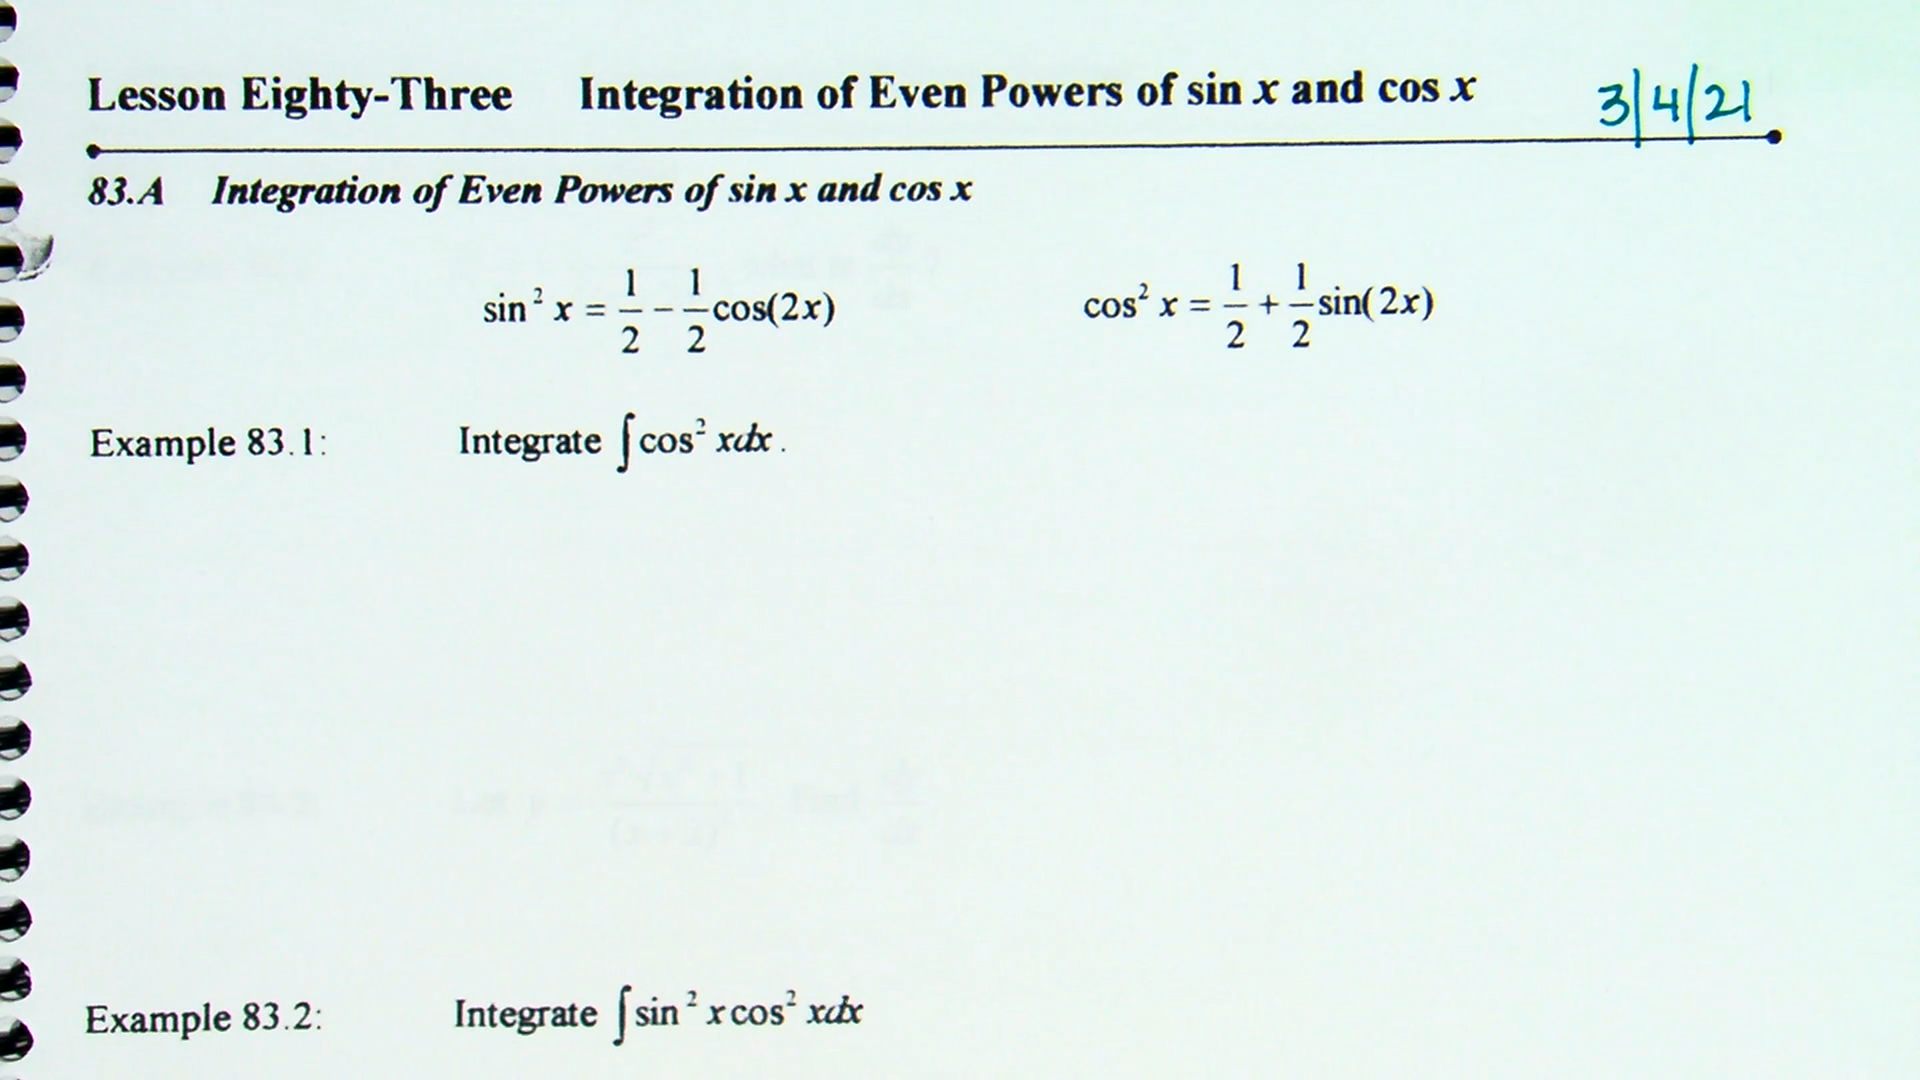 Lesson Eighty-Three Integration of Even Powers of sin x and cos x 3/4/21
83.A Integration of Even Powers of sin x and cos x
sin² x = 1/2 − 1/2 cos(2x) cos² x = 1/2 + 1/2 sin(2x)
Example 83.1: Integrate ∫cos² xdx.
Example 83.2: Integrate ∫sin² x cos² xdx